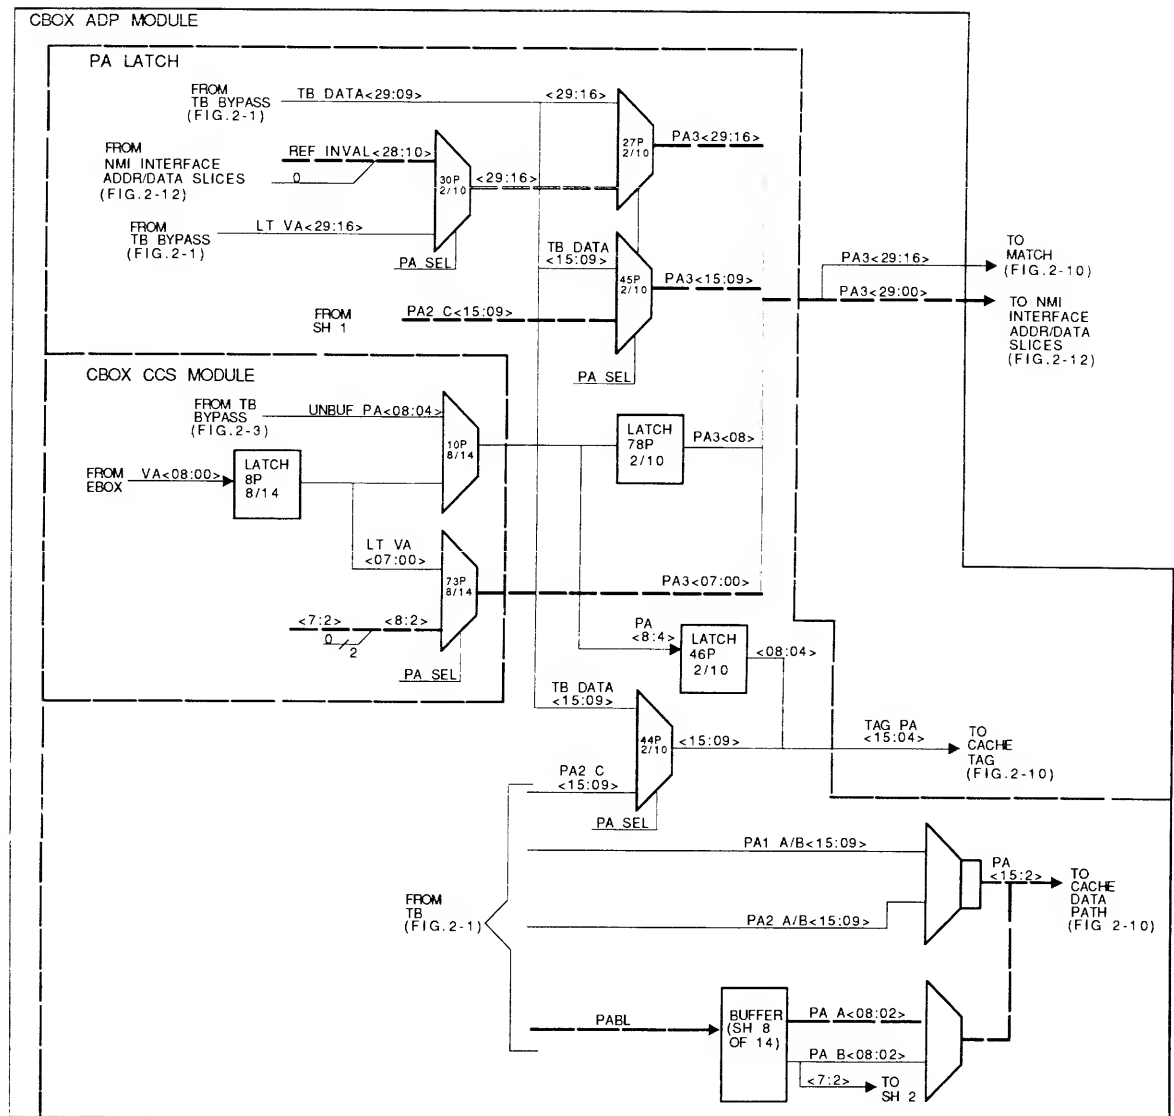 CBOX ADP MODULE
PA LATCH
FROM
TB BYPASS
(FIG.2-1)
TB DATA<29:09>
<29:16>
27P
2/10
PA3<29:16>
FROM
NMI INTERFACE
ADDR/DATA SLICES
(FIG.2-12)
REF INVAL<28:10>
0
30P
2/10
<29:16>
FROM
TB BYPASS
(FIG.2-1)
LT VA<29:16>
PA SEL
TB DATA
<15:09>
45P
2/10
PA3<15:09>
FROM
SH 1
PA2 C<15:09>
PA SEL
PA3<29:16>
TO
MATCH
(FIG.2-10)
PA3<29:00>
TO NMI
INTERFACE
ADDR/DATA
SLICES
(FIG.2-12)
CBOX CCS MODULE
FROM TB
BYPASS
(FIG.2-3)
UNBUF PA<08:04>
10P
8/14
LATCH
78P
2/10
PA3<08>
FROM
EBOX
VA<08:00>
LATCH
8P
8/14
LT VA
<07:00>
73P
8/14
PA3<07:00>
<7:2>
0
2
<8:2>
PA SEL
PA
<8:4>
LATCH
46P
2/10
<08:04>
TB DATA
<15:09>
44P
2/10
<15:09>
TAG PA
<15:04>
TO
CACHE
TAG
(FIG.2-10)
PA2 C
<15:09>
PA SEL
FROM
TB
(FIG.2-1)
PA1 A/B<15:09>
PA2 A/B<15:09>
PA
<15:2>
TO
CACHE
DATA
PATH
(FIG 2-10)
PABL
BUFFER
(SH 8
OF 14)
PA A<08:02>
PA B<08:02>
<7:2>
TO
SH 2